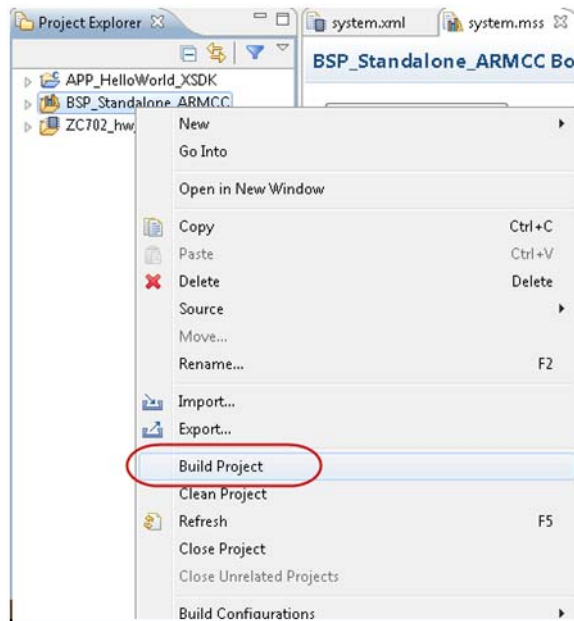 Project Explorer
system.xml
system.mss
BSP_Standalone_ARMCC Bo
APP_HelloWorld_XSDK
BSP_Standalone_ARMCC
ZC702_hw
New
Go Into
Open in New Window
Copy Ctrl+C
Paste Ctrl+V
Delete Delete
Source
Move...
Rename... F2
Import...
Export...
Build Project
Clean Project
Refresh F5
Close Project
Close Unrelated Projects
Build Configurations